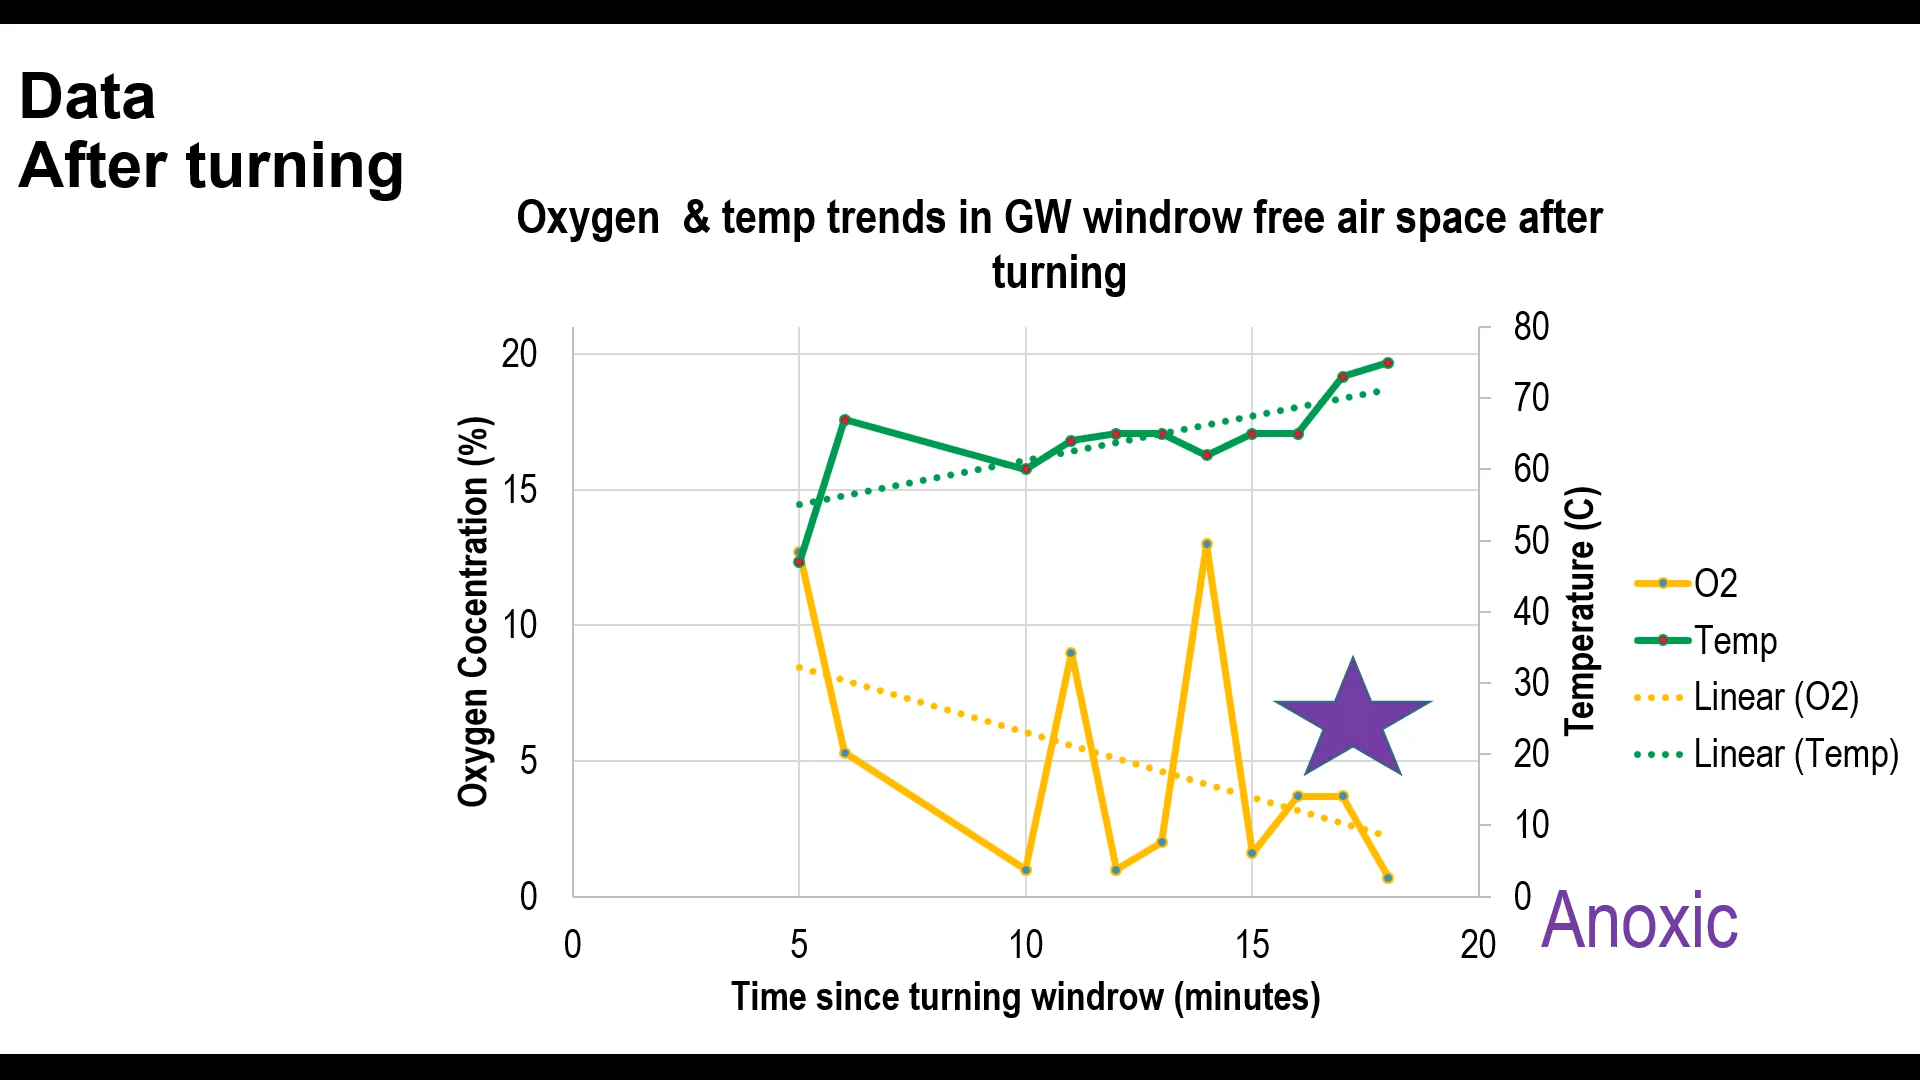 Data
After turning
Oxygen  & temp trends in GW windrow free air space after
turning
Oxygen Cocentration (%)
20
15
10
5
0
80
70
60
50
40
30
20
10
0
Temperature (C)
O2
Temp
Linear (O2)
Linear (Temp)
Anoxic
0 5 10 15 20
Time since turning windrow (minutes)